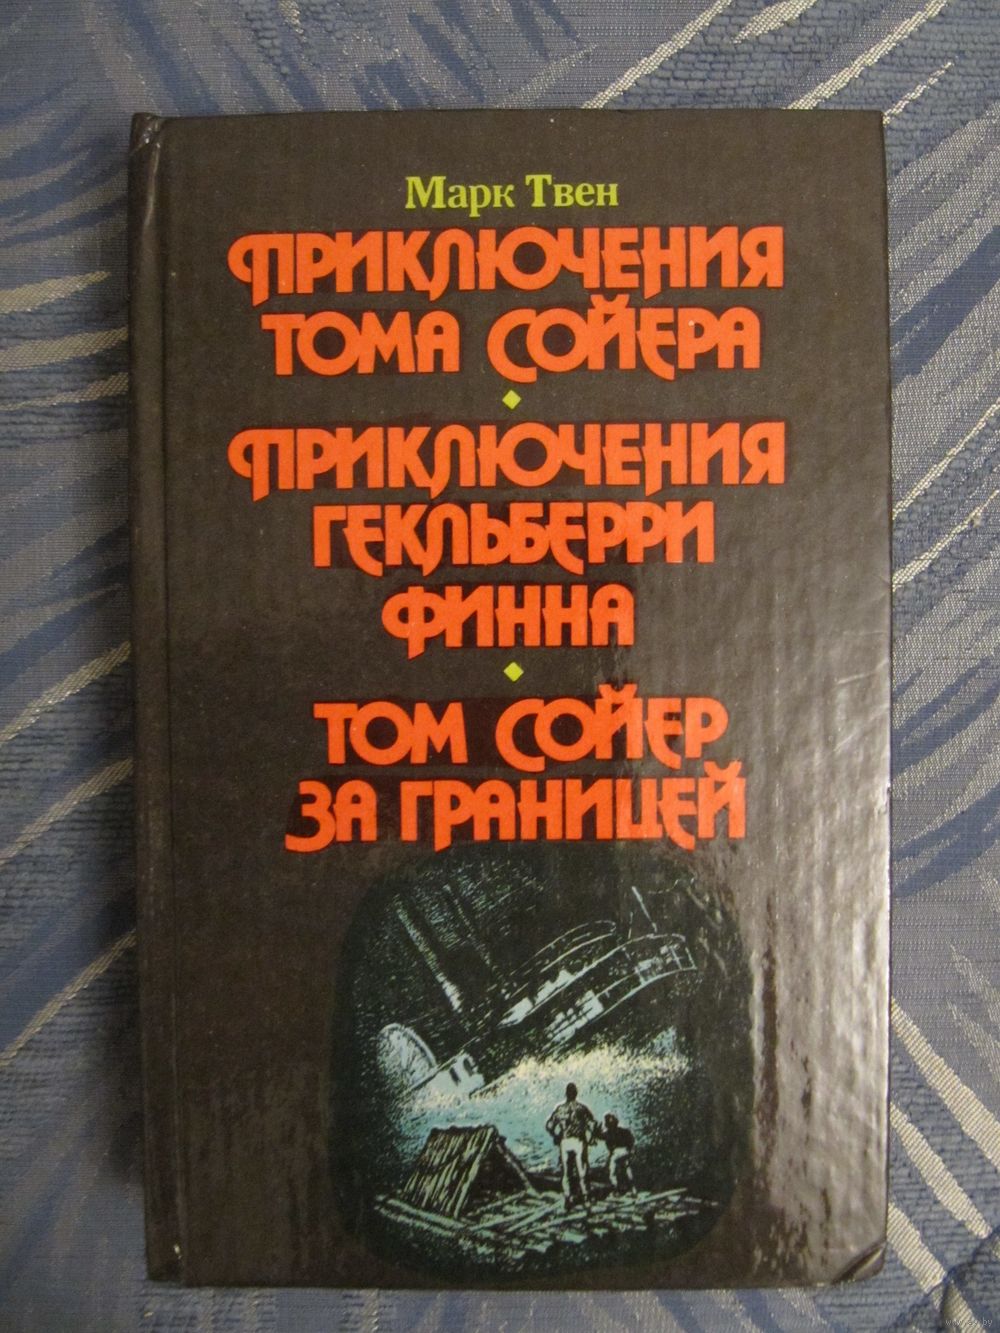 Марк Твен
ПРИКЛЮЧЕНИЯ
ТОМА СОЙЕРА
ПРИКЛЮЧЕНИЯ
ГЕКЛЬБЕРРИ
ФИННА
ТОМ СОЙЕР
ЗА ГРАНИЦЕЙ